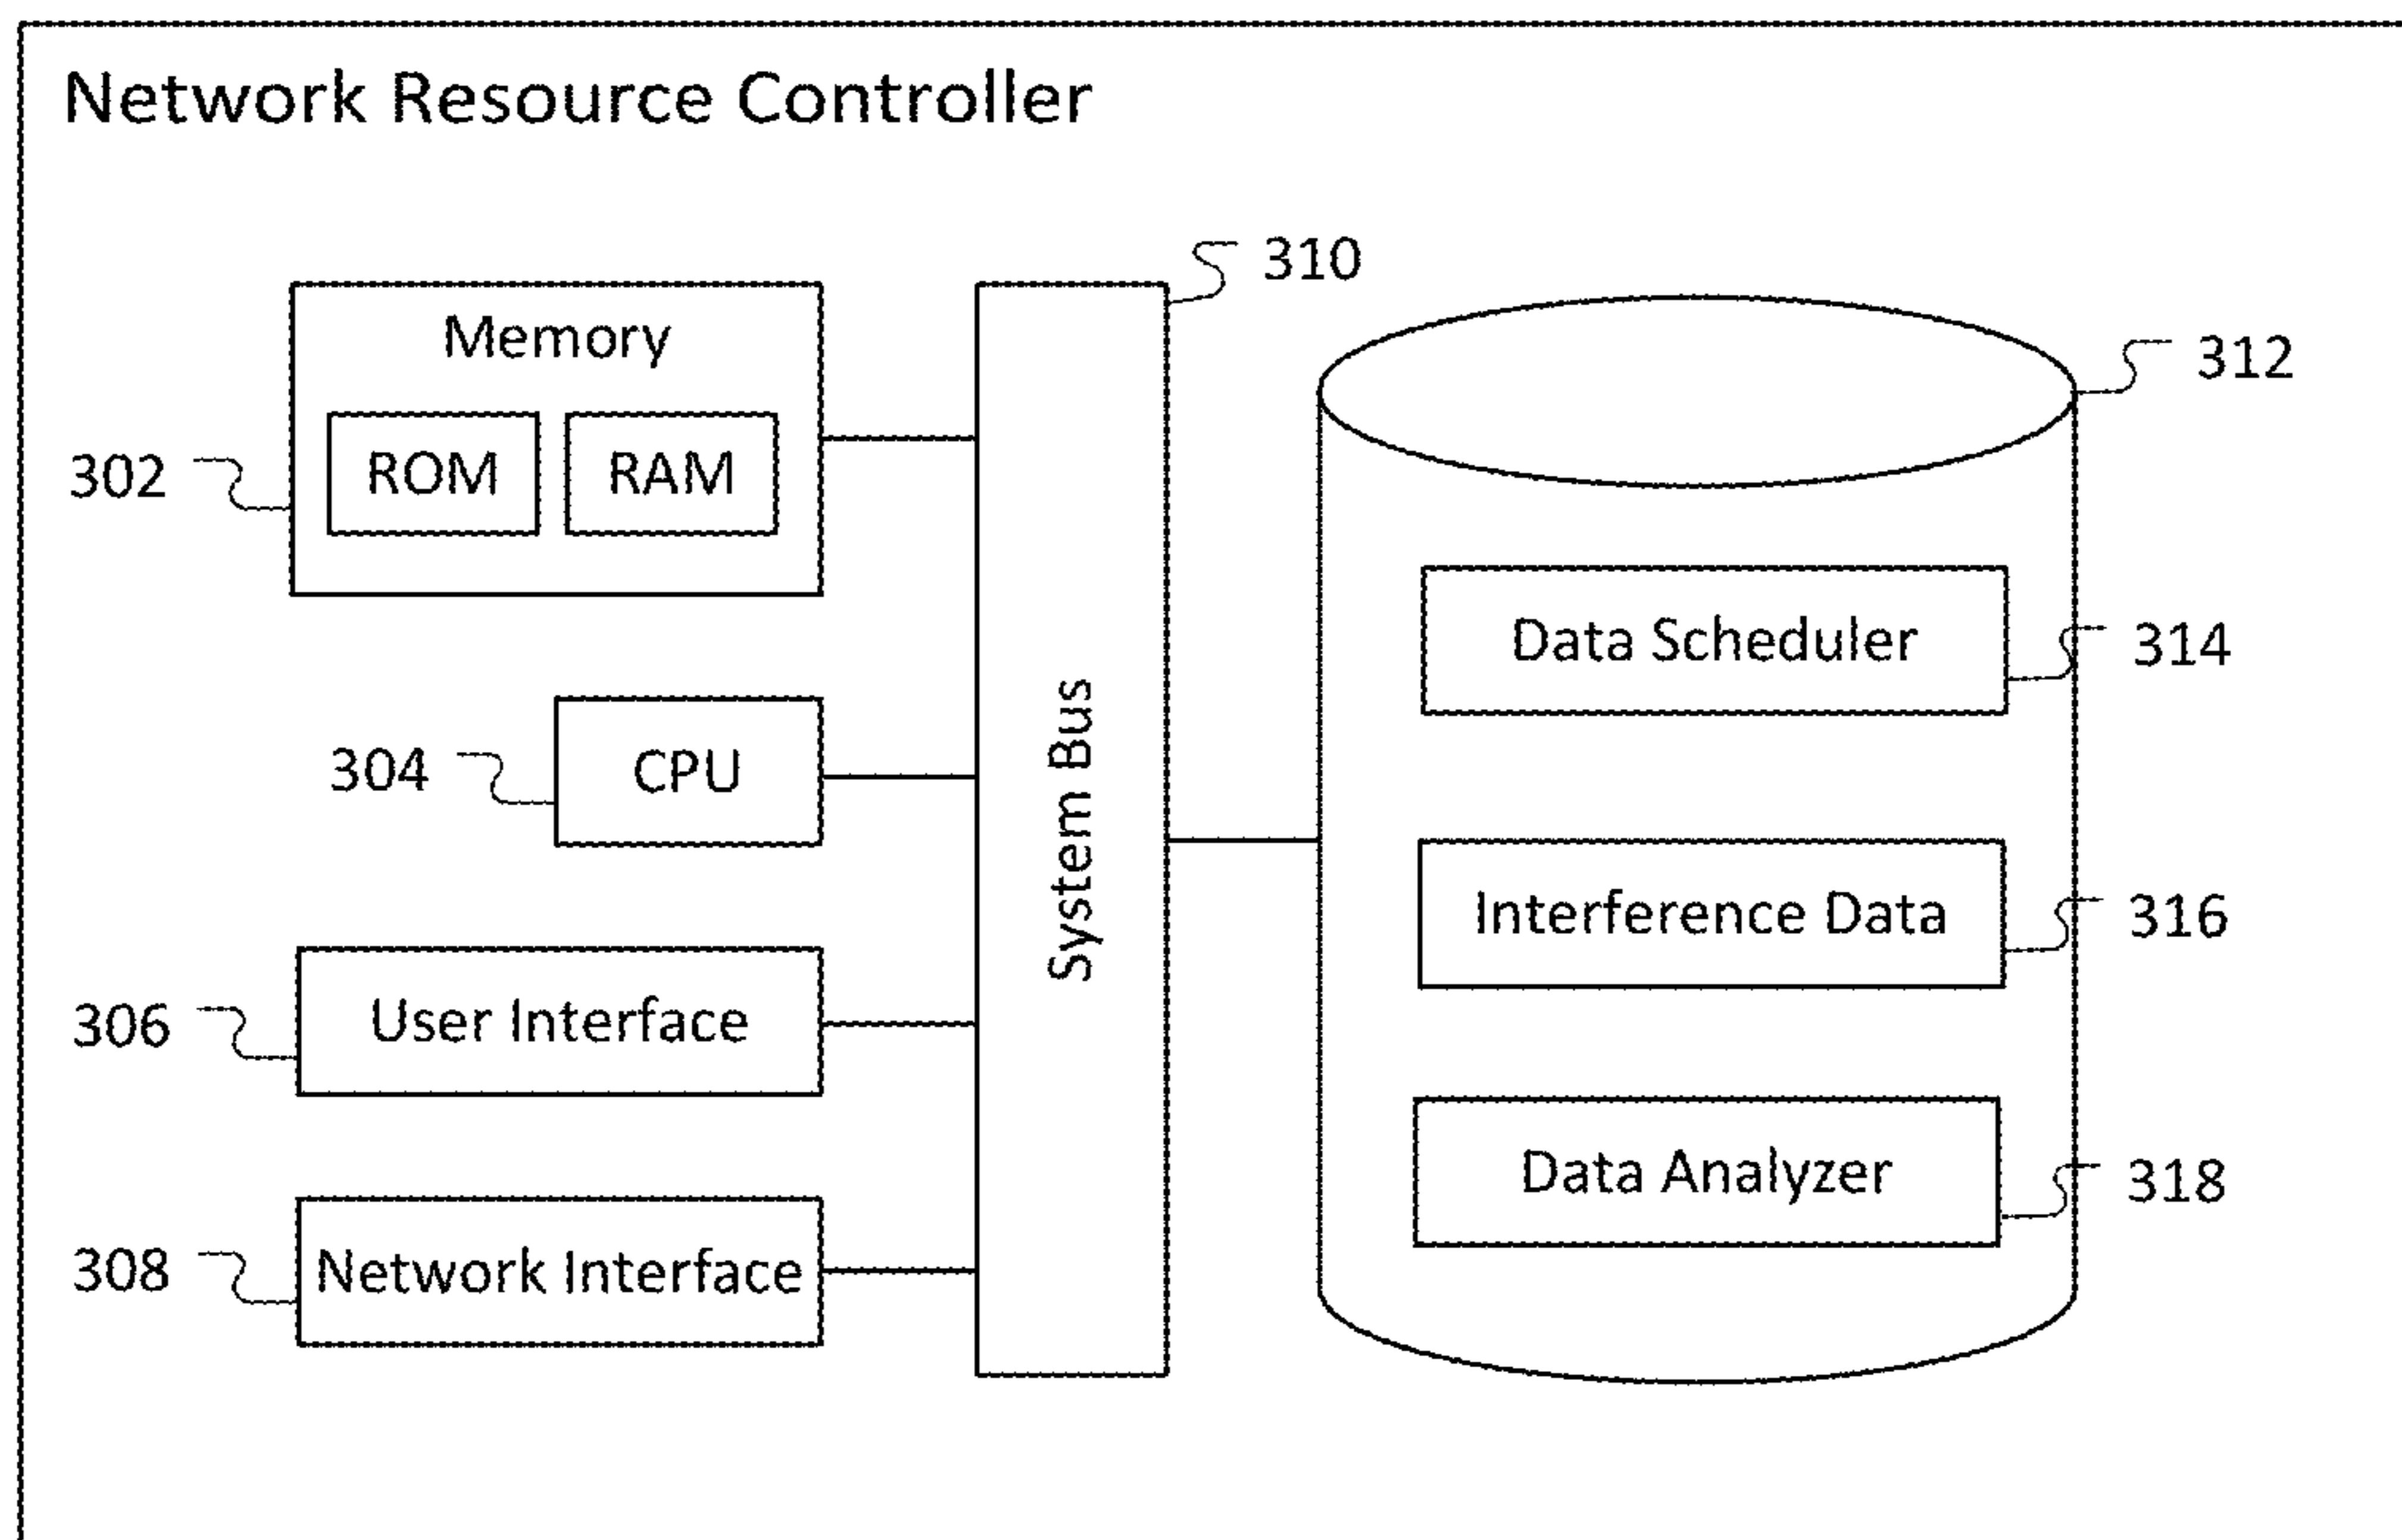 Network Resource Controller
310
Memory
312
ROM
RAM
302
Data Scheduler
314
CPU
304
System Bus
Interference Data
316
User Interface
306
Data Analyzer
318
Network Interface
308